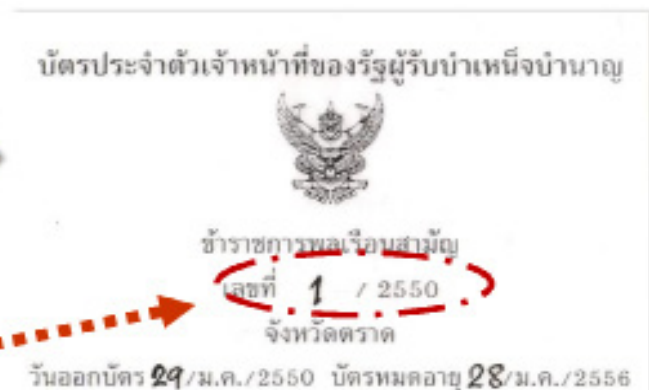 บัตรประจำตัวเจ้าหน้าที่ของรัฐผู้รับบำเหน็จบำนาญ
ข้าราชการพลเรือนสามัญ
เลขที่ 1 / 2550
จังหวัดตราด
วันออกบัตร 29/ม.ค./2550 บัตรหมดอายุ 28/ม.ค./2556